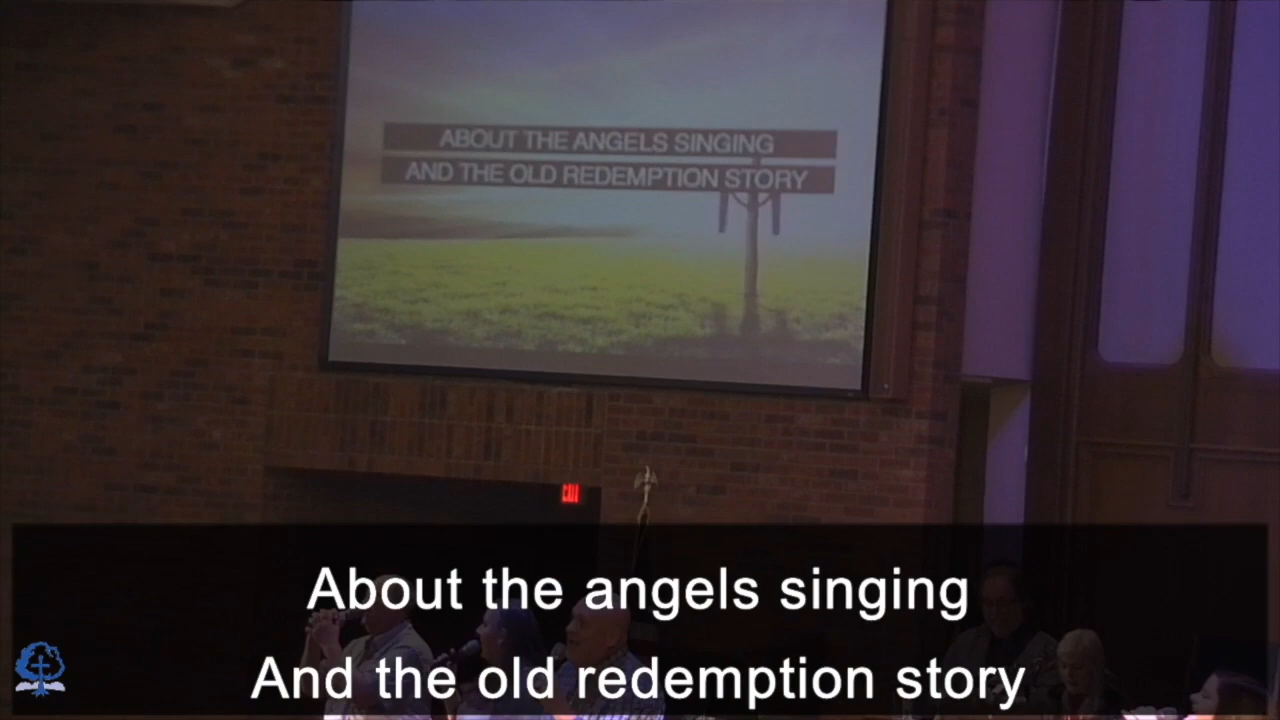 ABOUT THE ANGELS SINGING
AND THE OLD REDEMPTION STORY
EXIT
About the angels singing
And the old redemption story